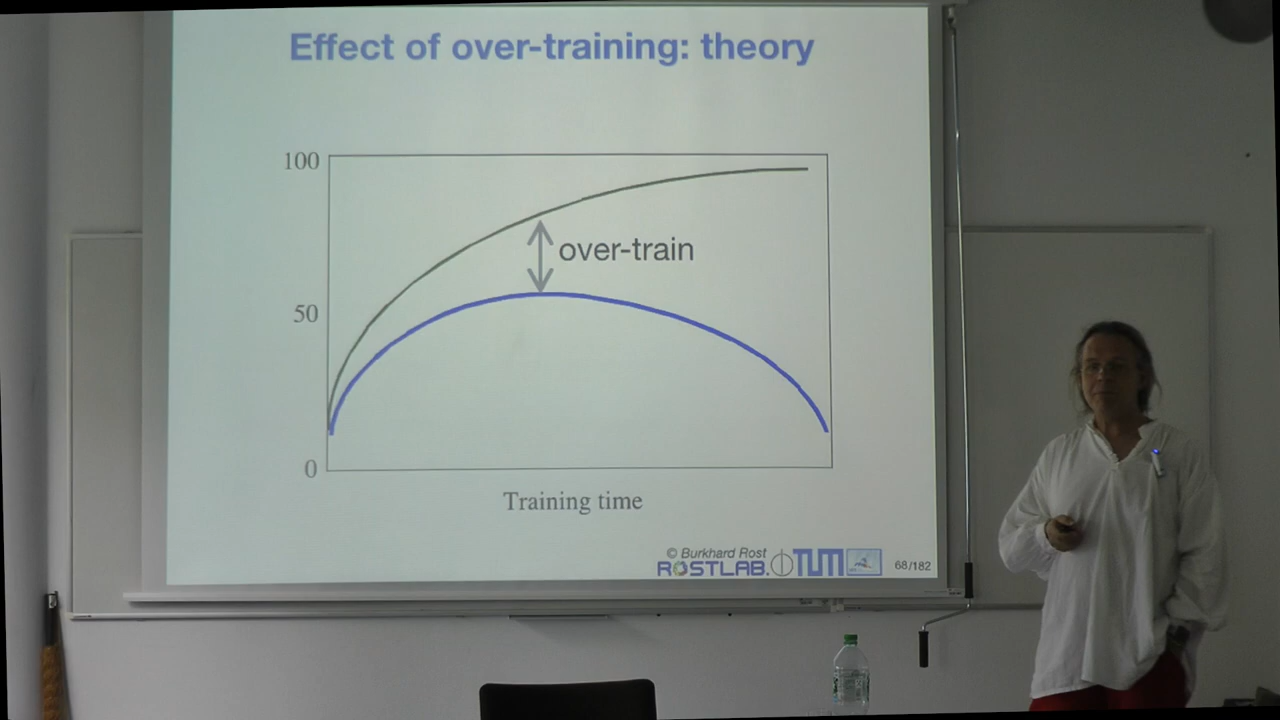 Effect of over-training: theory
100
over-train
50
0
Training time
© Burkhard Rost
ROSTLAB.
TUM
68/182